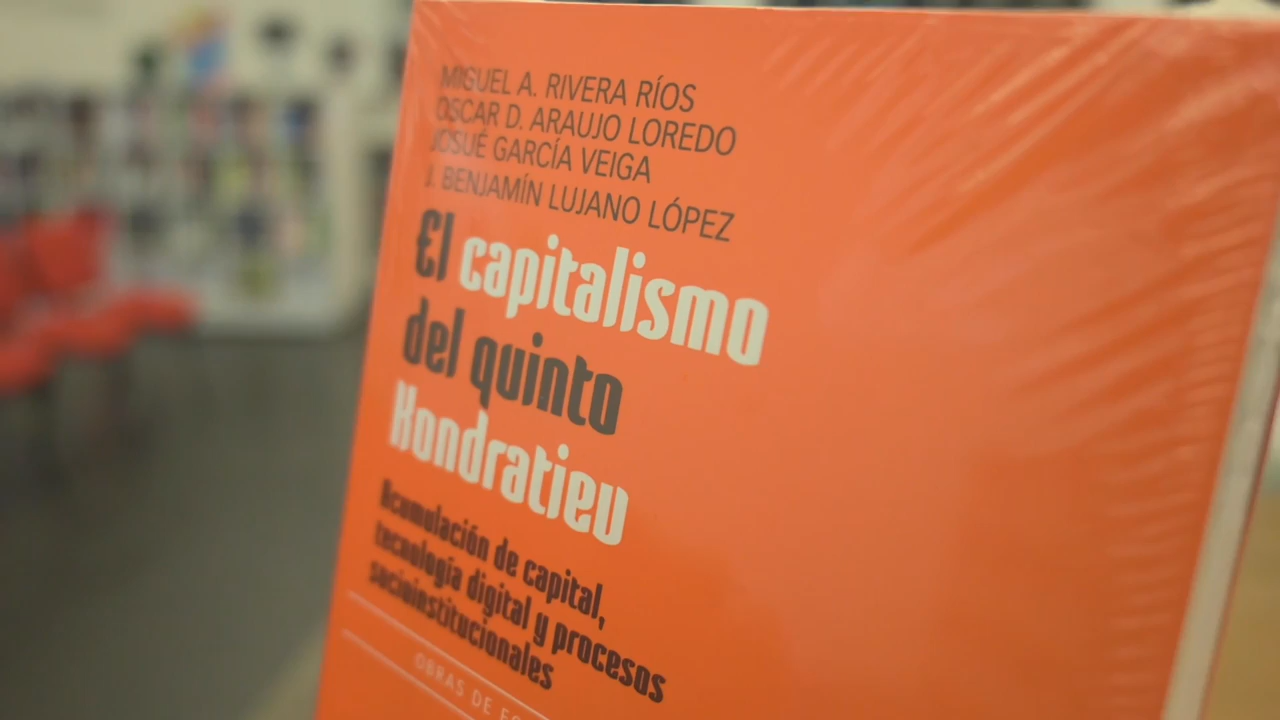 MIGUEL A. RIVERA RÍOS
OSCAR D. ARAUJO LOREDO
JOSUÉ GARCÍA VEIGA
J. BENJAMÍN LUJANO LÓPEZ
El capitalismo
del quinto
Kondratieu
Acumulación de capital,
tecnología digital y procesos
socioinstitucionales
OBRAS DE